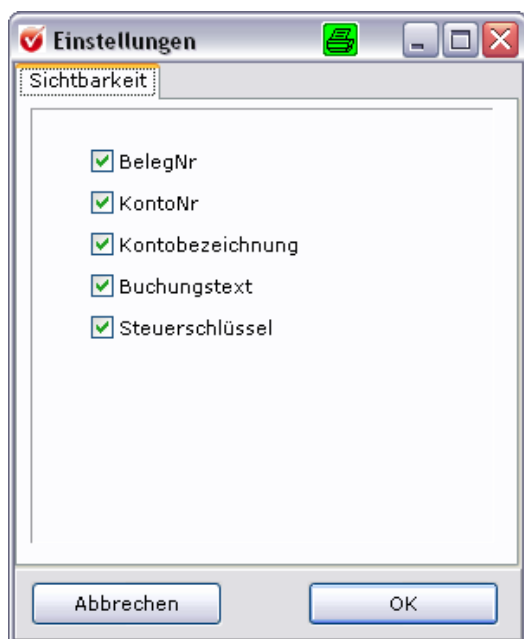 Einstellungen
Sichtbarkeit
BelegNr
KontoNr
Kontobezeichnung
Buchungstext
Steuerschlüssel
Abbrechen OK